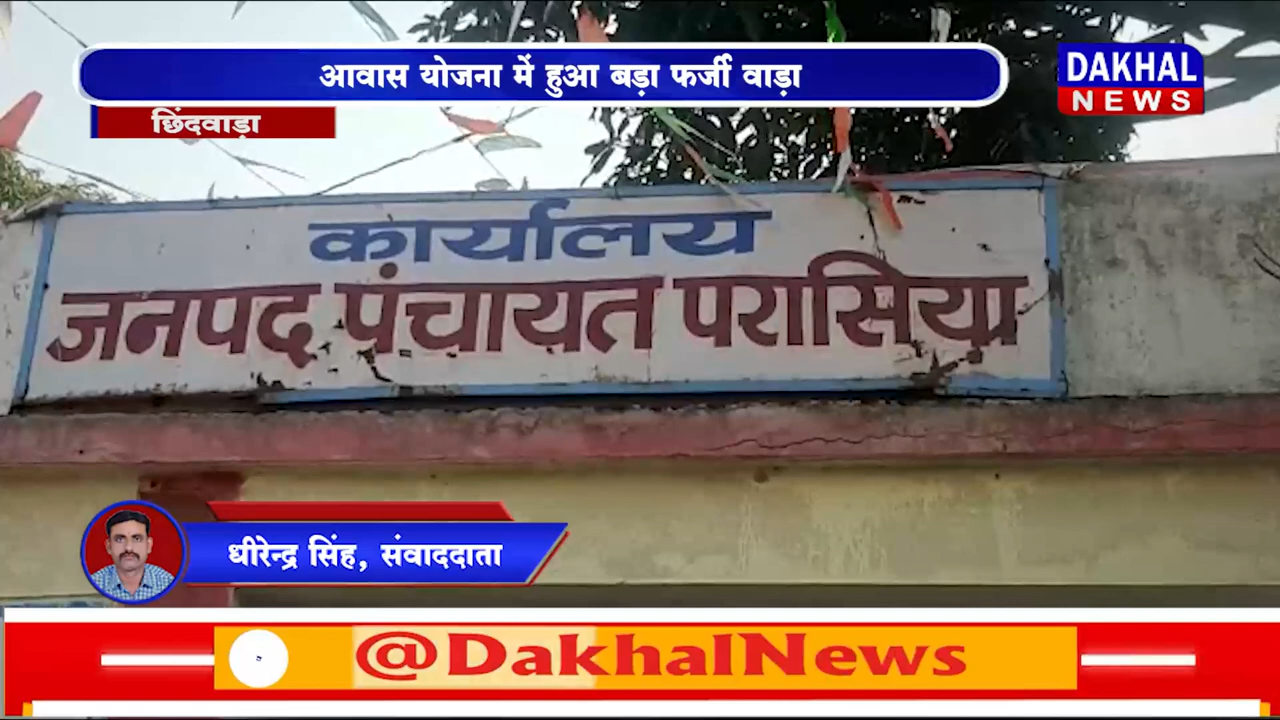 आवास योजना में हुआ बड़ा फर्जी वाड़ा
DAKHAL
NEWS
छिंदवाड़ा
कार्यालय
जनपद पंचायत परासिया
धीरेन्द्र सिंह, संवाददाता
@DakhalNews